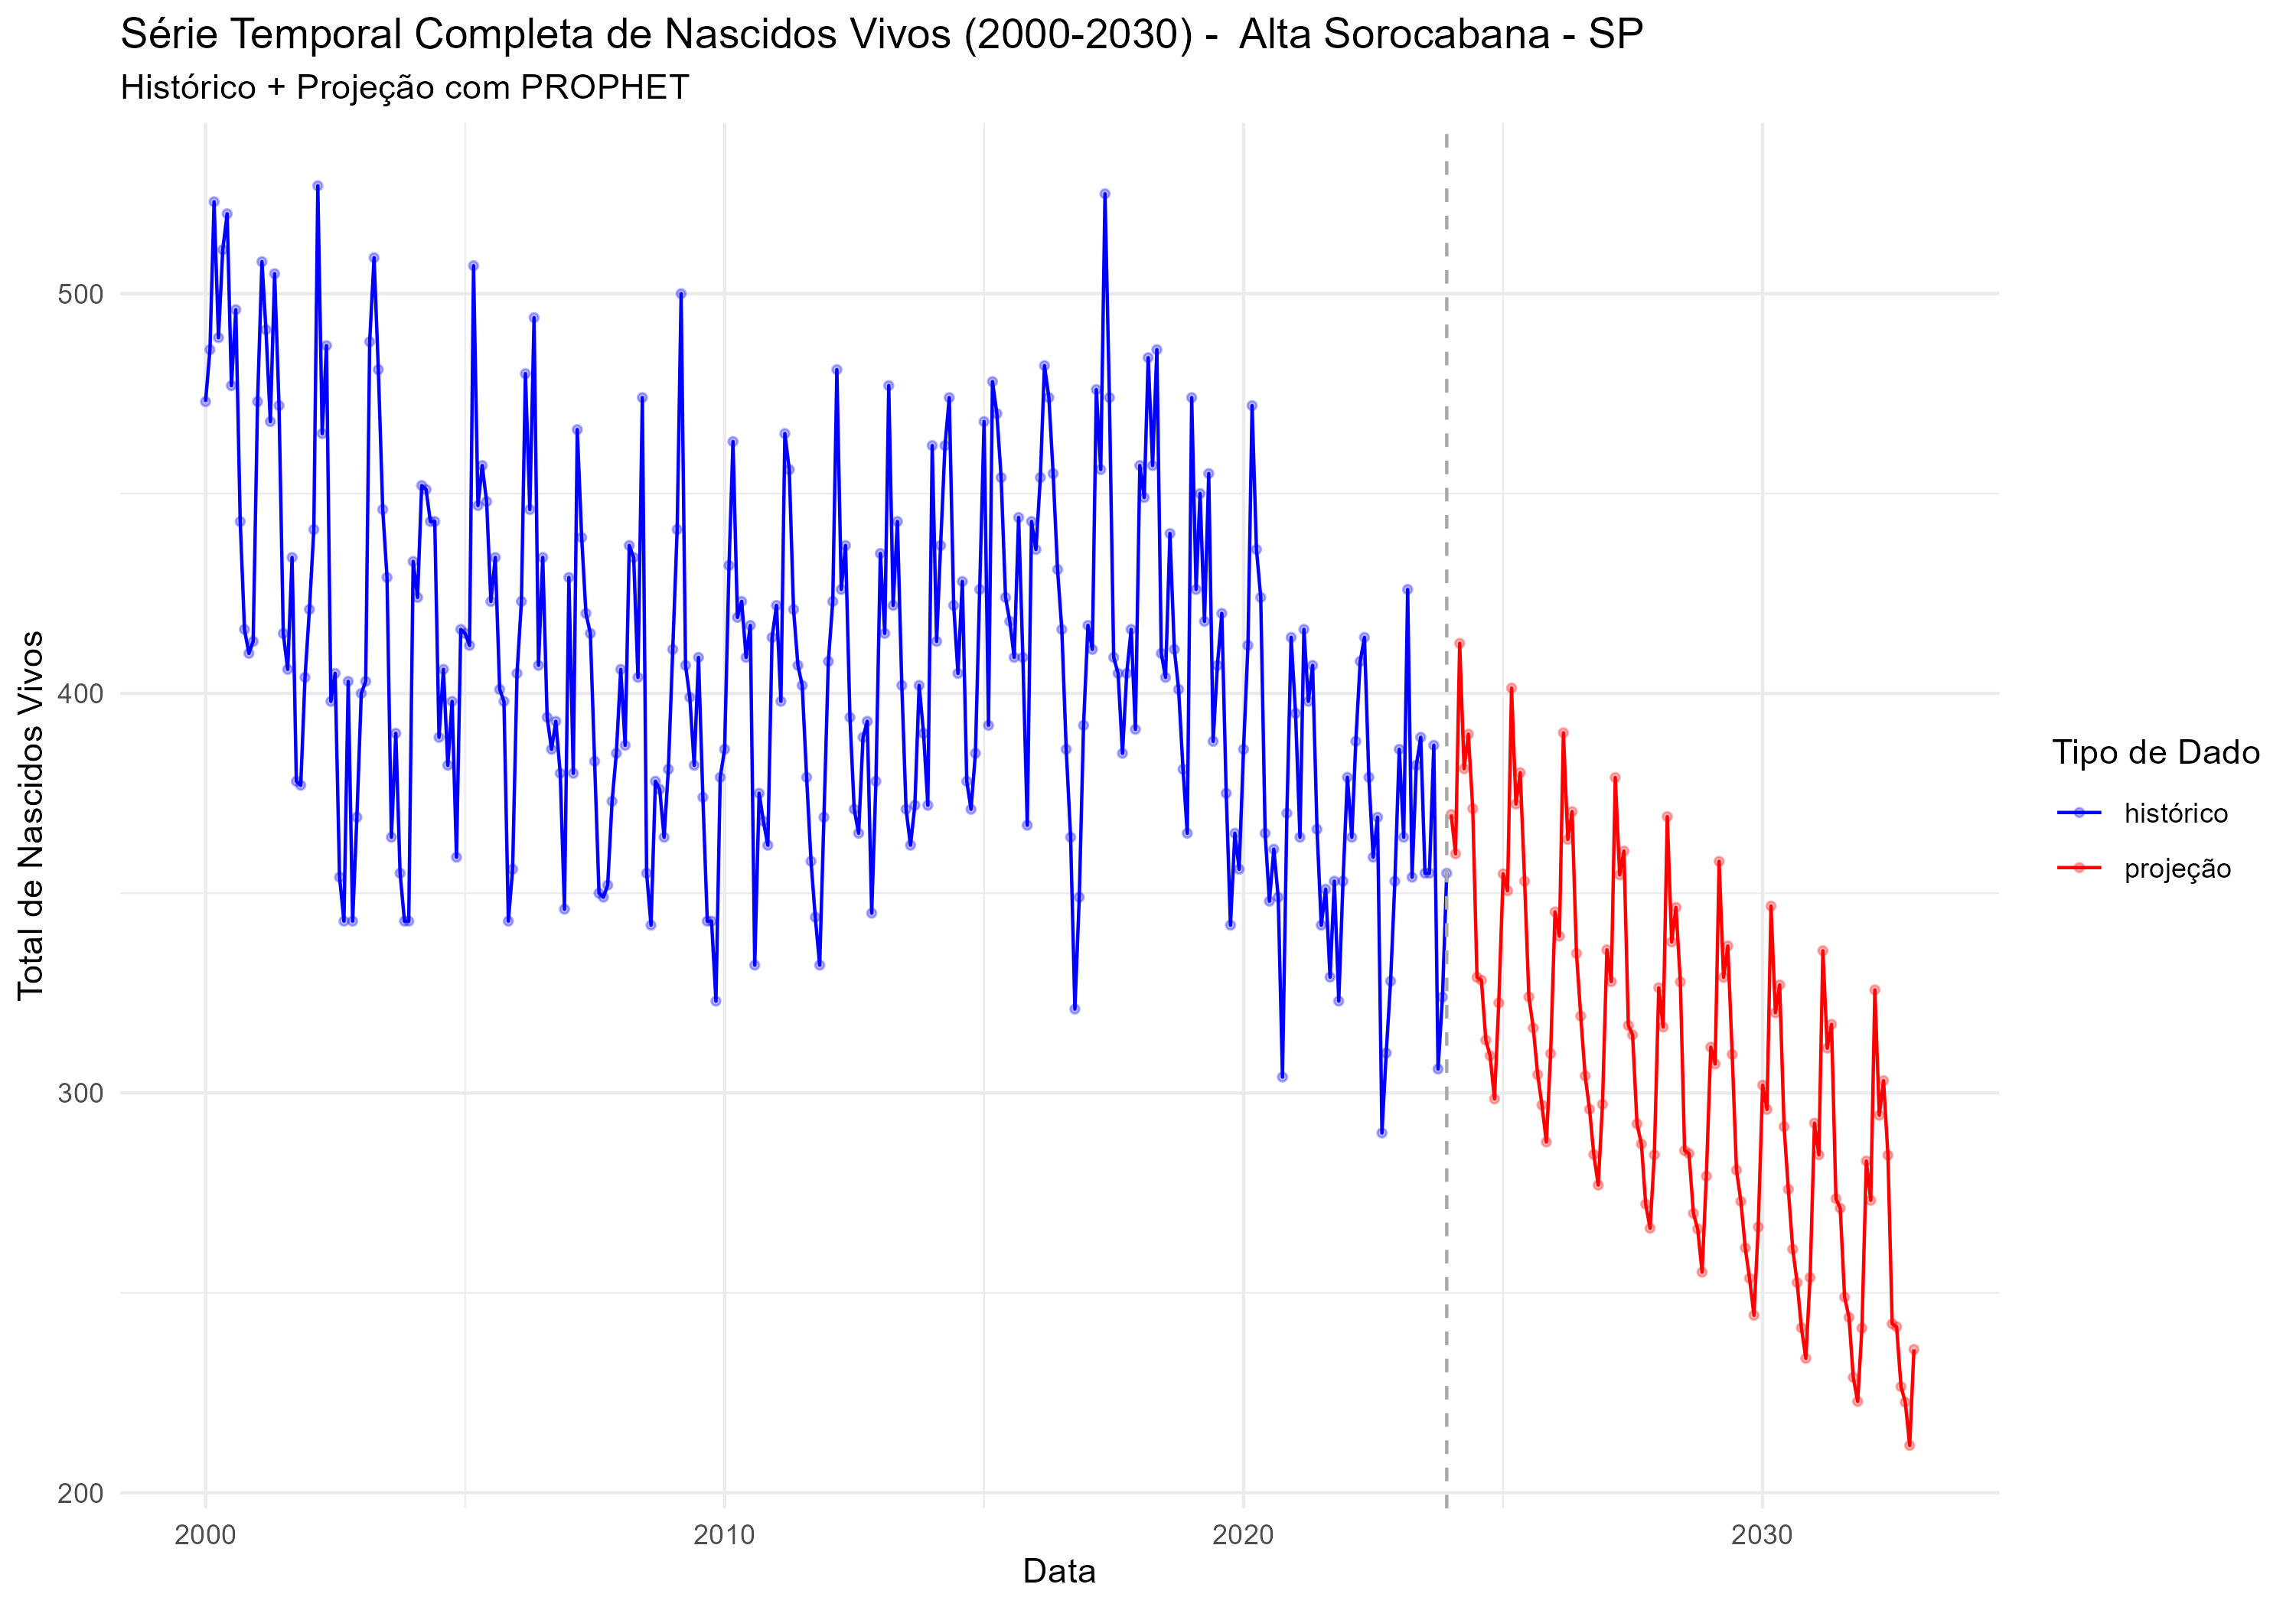 Série Temporal Completa de Nascidos Vivos (2000-2030) -  Alta Sorocabana - SP
Histórico + Projeção com PROPHET
Total de Nascidos Vivos
500
400
300
200
2000
2010
2020
2030
Data
Tipo de Dado
histórico
projeção